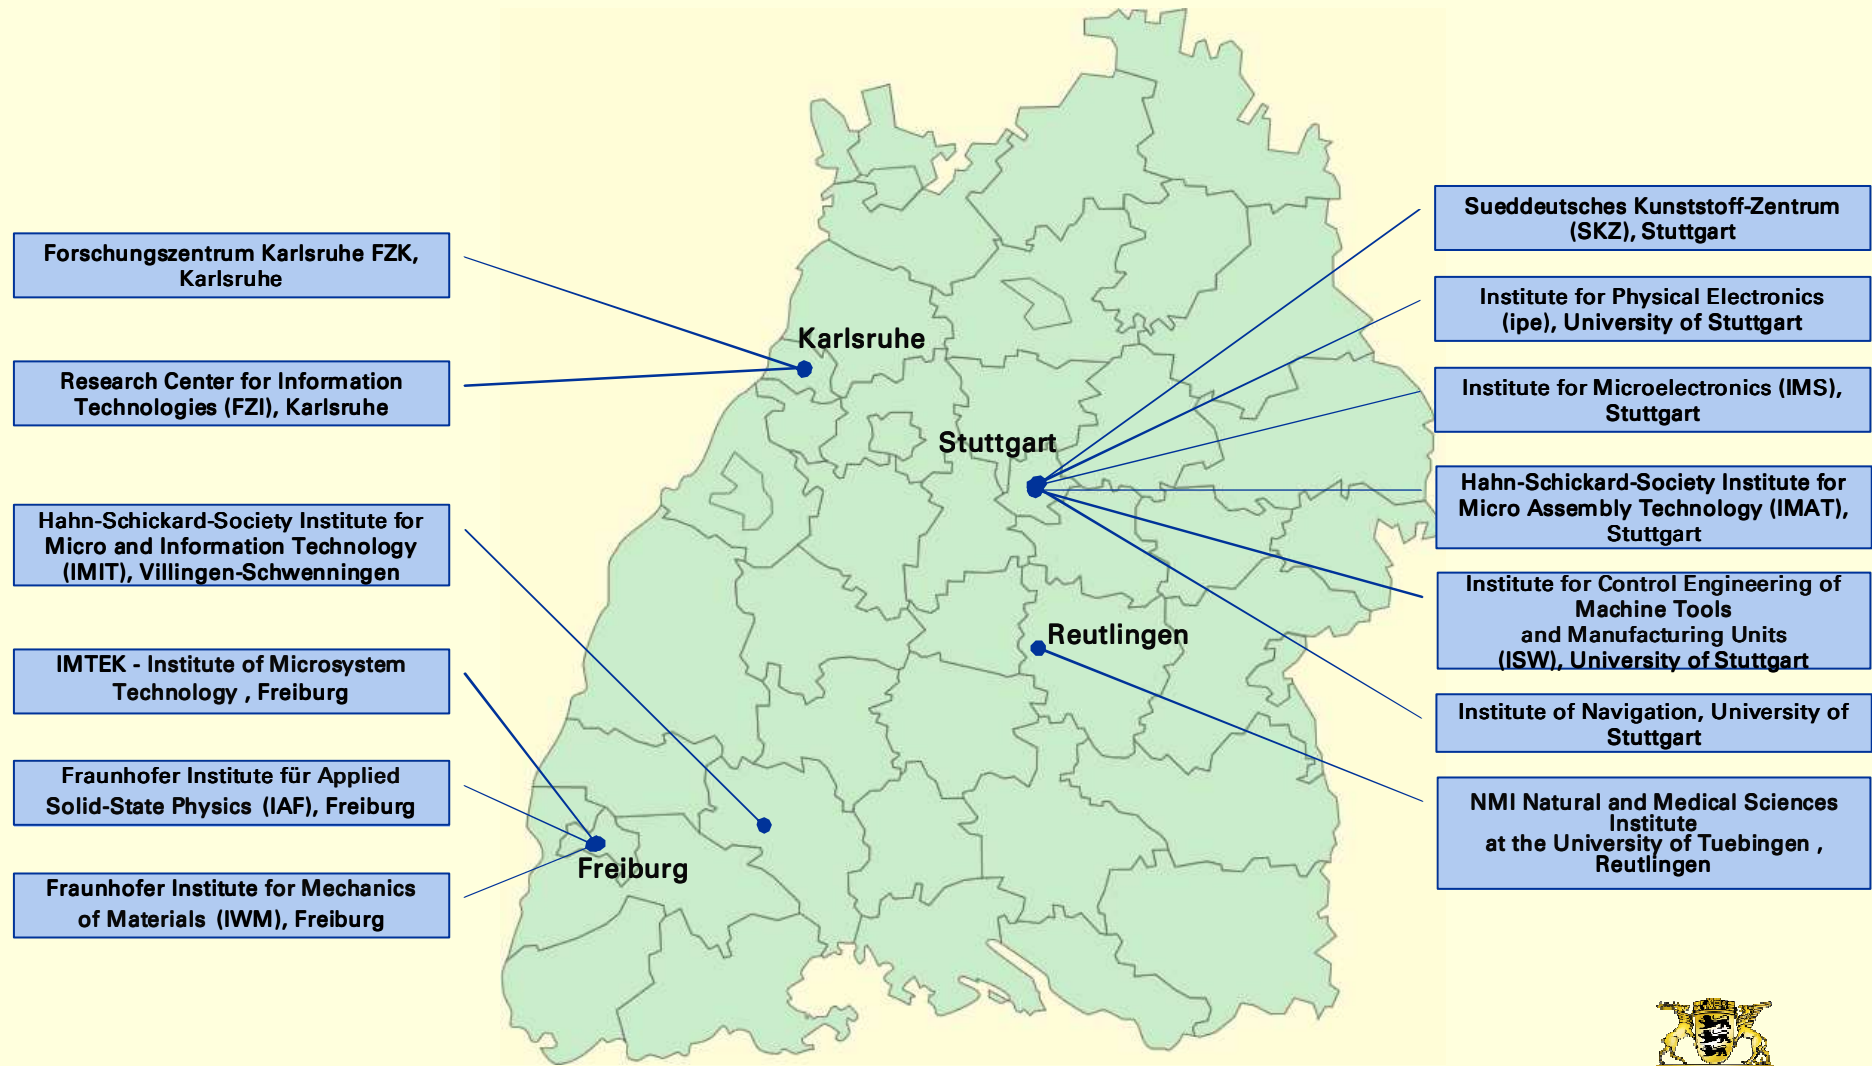 Forschungszentrum Karlsruhe FZK,
Karlsruhe
Research Center for Information
Technologies (FZI), Karlsruhe
Hahn-Schickard-Society Institute for
Micro and Information Technology
(IMIT), Villingen-Schwenningen
IMTEK - Institute of Microsystem
Technology , Freiburg
Fraunhofer Institute für Applied
Solid-State Physics (IAF), Freiburg
Fraunhofer Institute for Mechanics
of Materials (IWM), Freiburg
Karlsruhe
Stuttgart
Reutlingen
Freiburg
Sueddeutsches Kunststoff-Zentrum
(SKZ), Stuttgart
Institute for Physical Electronics
(ipe), University of Stuttgart
Institute for Microelectronics (IMS),
Stuttgart
Hahn-Schickard-Society Institute for
Micro Assembly Technology (IMAT),
Stuttgart
Institute for Control Engineering of
Machine Tools
and Manufacturing Units
(ISW), University of Stuttgart
Institute of Navigation, University of
Stuttgart
NMI Natural and Medical Sciences
Institute
at the University of Tuebingen ,
Reutlingen